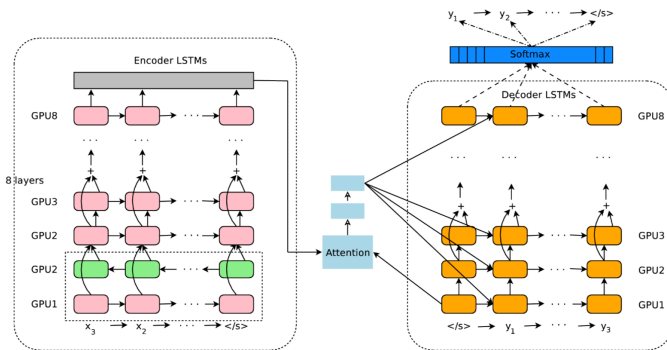 y1 y2 ... </s>
Softmax
Encoder LSTMs
Decoder LSTMs
GPU8
... GPU8
... ... ... ...
... ... ... ...
+ + +
+ + +
8 layers
GPU3
...
GPU2
...
GPU3
...
GPU2
...
GPU2
...
GPU1
...
GPU1
...
Attention
x3 x2 ... </s>
</s> y1 ... y3